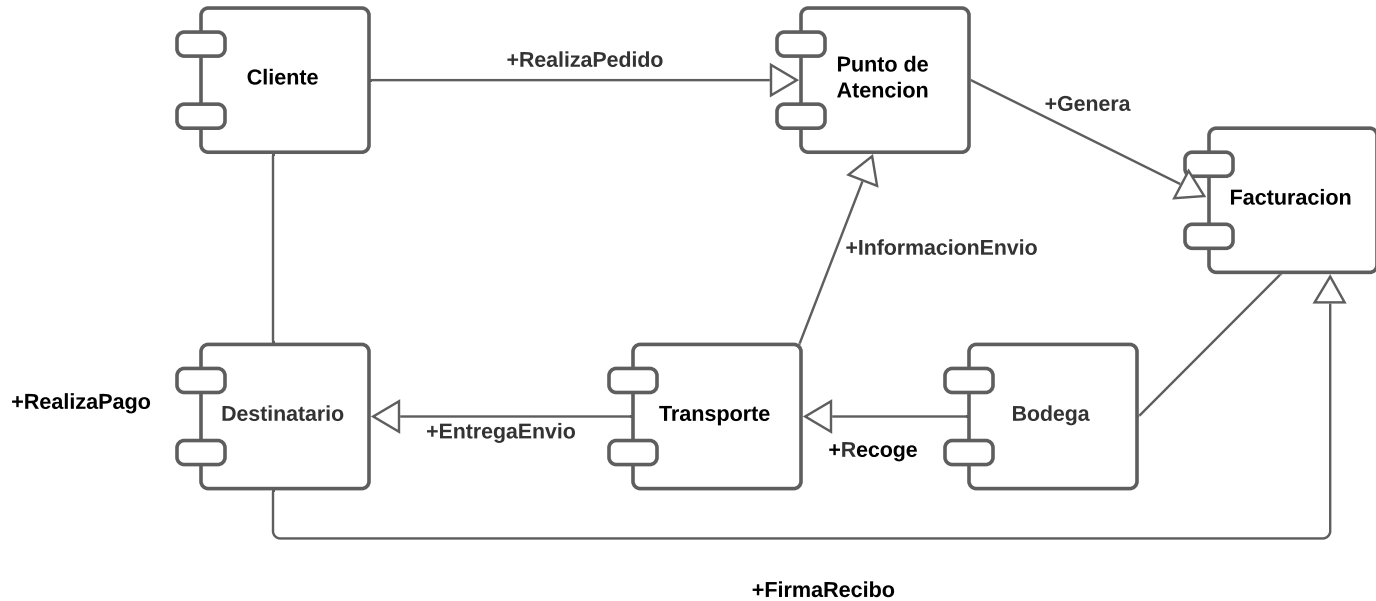 +RealizaPedido
Cliente
Punto de
Atencion
+Genera
Facturacion
+InformacionEnvio
+RealizaPago
Destinatario
+EntregaEnvio
Transporte
+Recoge
Bodega
+FirmaRecibo